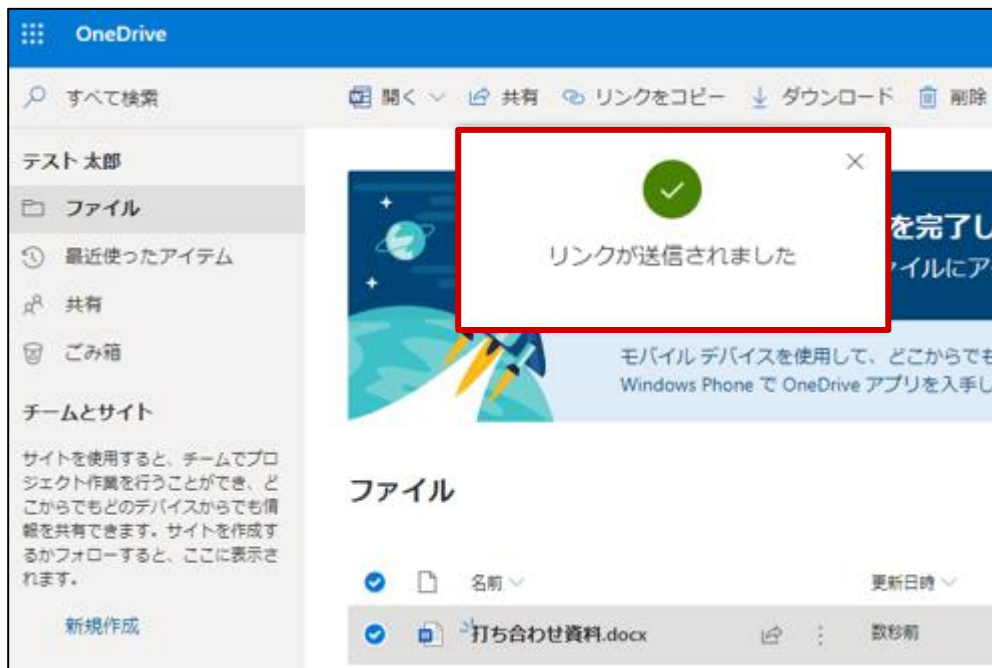 OneDrive
すべて検索
開く
共有
リンクをコピー
ダウンロード
削除
テスト 太郎
ファイル
最近使ったアイテム
共有
ごみ箱
チームとサイト
サイトを使用すると、チームでプロ
ジェクト作業を行うことができ、ど
こからでもどのデバイスからでも情
報を共有できます。サイトを作成す
るかフォローすると、ここに表示さ
れます。
新規作成
リンクが送信されました
を完了し
イルにア
モバイル デバイスを使用して、どこからでも
Windows Phone で OneDrive アプリを入手し
ファイル
名前
更新日時
打ち合わせ資料.docx
数秒前